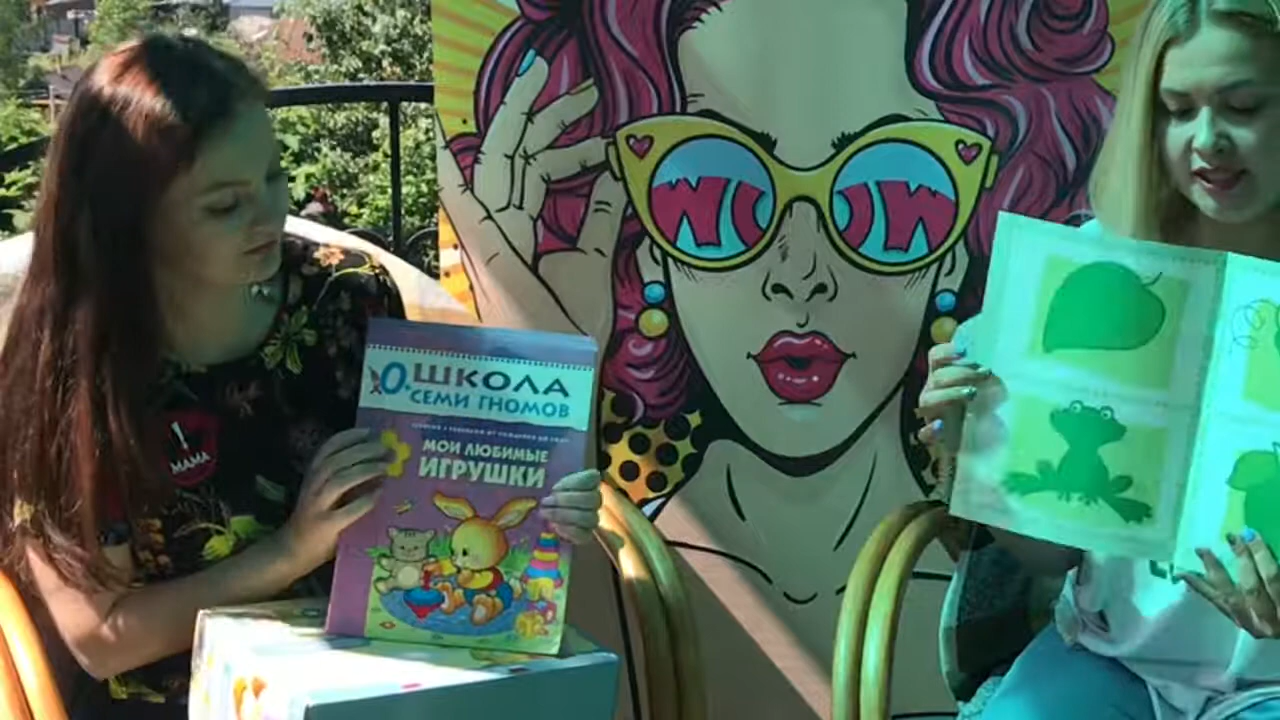 WOW
0+
ШКОЛА
СЕМИ ГНОМОВ
МОИ ЛЮБИМЫЕ
ИГРУШКИ
!
МАМА